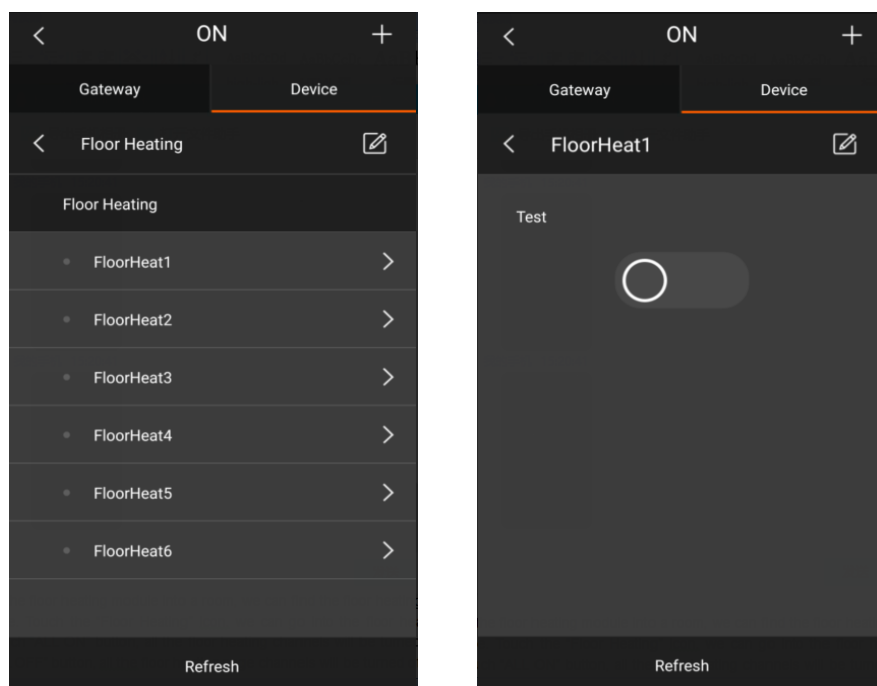 ON
Gateway Device
Floor Heating
Floor Heating
FloorHeat1
FloorHeat2
FloorHeat3
FloorHeat4
FloorHeat5
FloorHeat6
Refresh
ON
Gateway Device
FloorHeat1
Test
Refresh